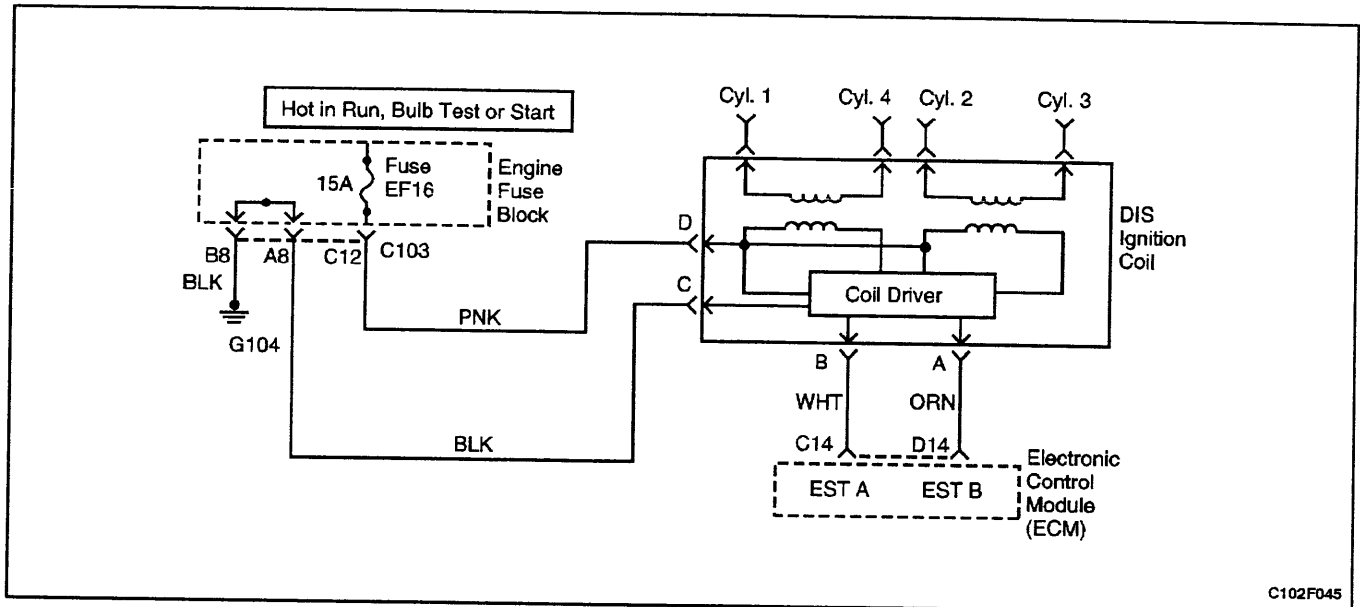 Hot in Run, Bulb Test or Start
Cyl. 1
Cyl. 4
Cyl. 2
Cyl. 3
15A
Fuse
EF16
Engine
Fuse
Block
B8
A8
C12
C103
BLK
G104
PNK
BLK
D
C
DIS
Ignition
Coil
Coil Driver
B
A
WHT
ORN
C14
D14
EST A
EST B
Electronic
Control
Module
(ECM)
C102F045